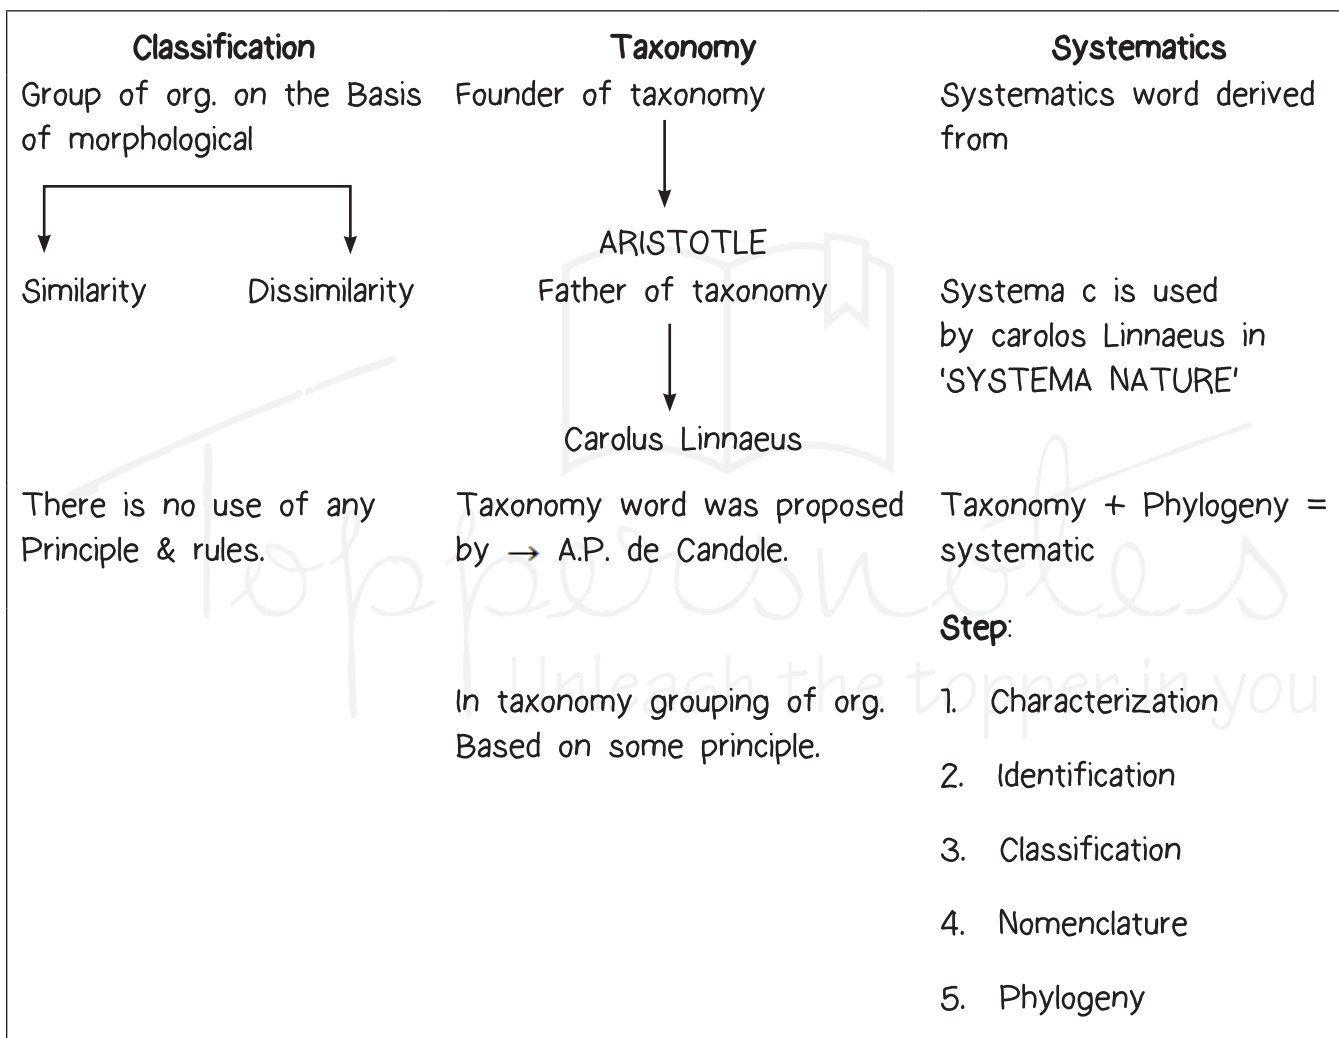 Classification
Group of org. on the Basis
of morphological
Similarity
Dissimilarity
There is no use of any
Principle & rules.
Taxonomy
Founder of taxonomy
ARISTOTLE
Father of taxonomy
Carolus Linnaeus
Taxonomy word was proposed
by → A.P. de Candole.
In taxonomy grouping of org.
Based on some principle.
Systematics
Systematics word derived
from
Systema c is used
by carolos Linnaeus in
'SYSTEMA NATURE'
Taxonomy + Phylogeny =
systematic
Step:
1. Characterization
2. Identification
3. Classification
4. Nomenclature
5. Phylogeny
Toppersnotes
Unleash the topper in you